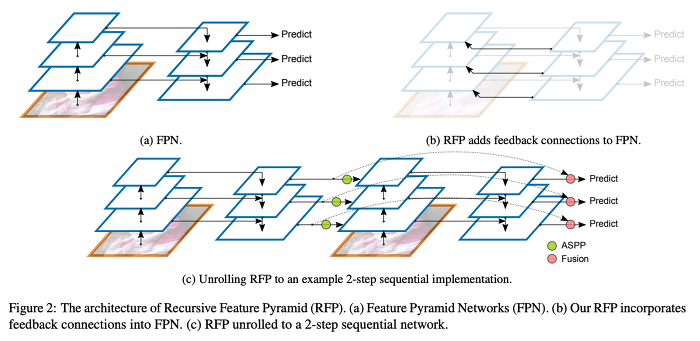 Predict
Predict
Predict
Predict
Predict
Predict
(a) FPN.
(b) RFP adds feedback connections to FPN.
Predict
Predict
Predict
ASPP
Fusion
(c) Unrolling RFP to an example 2-step sequential implementation.
Figure 2: The architecture of Recursive Feature Pyramid (RFP). (a) Feature Pyramid Networks (FPN). (b) Our RFP incorporates
feedback connections into FPN. (c) RFP unrolled to a 2-step sequential network.